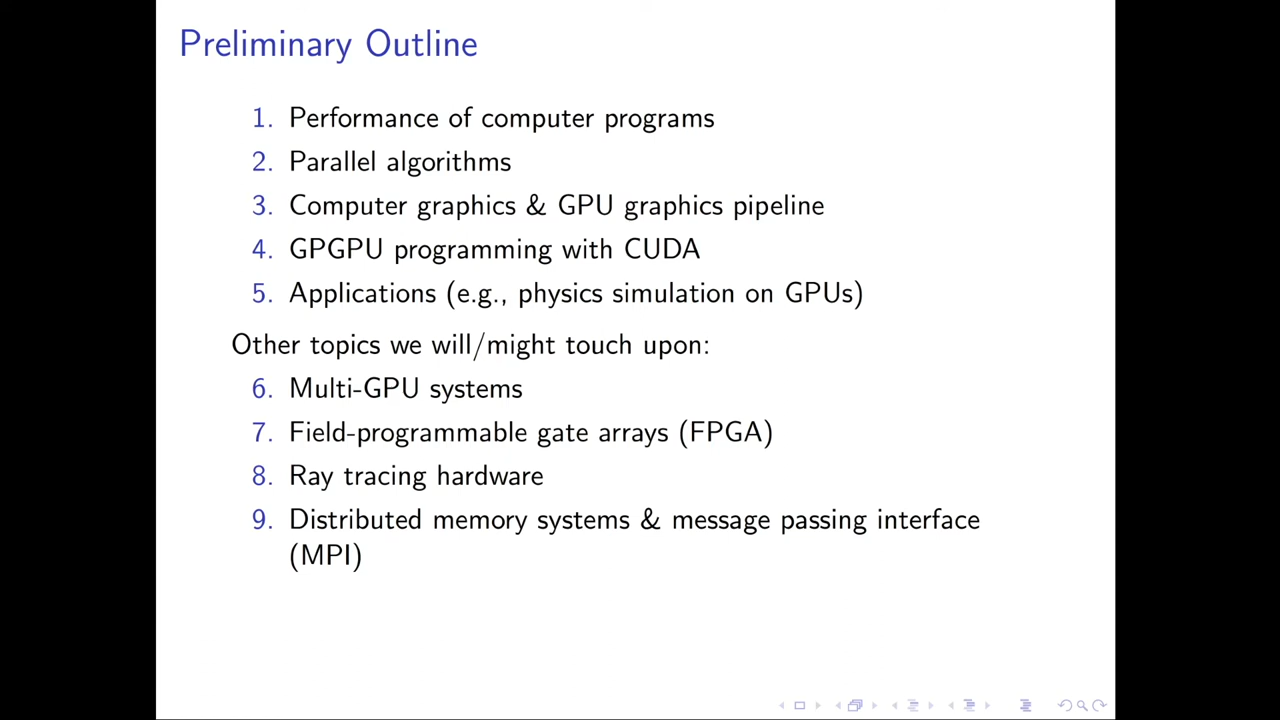 Preliminary Outline
1. Performance of computer programs
2. Parallel algorithms
3. Computer graphics & GPU graphics pipeline
4. GPGPU programming with CUDA
5. Applications (e.g., physics simulation on GPUs)
Other topics we will/might touch upon:
6. Multi-GPU systems
7. Field-programmable gate arrays (FPGA)
8. Ray tracing hardware
9. Distributed memory systems & message passing interface
(MPI)